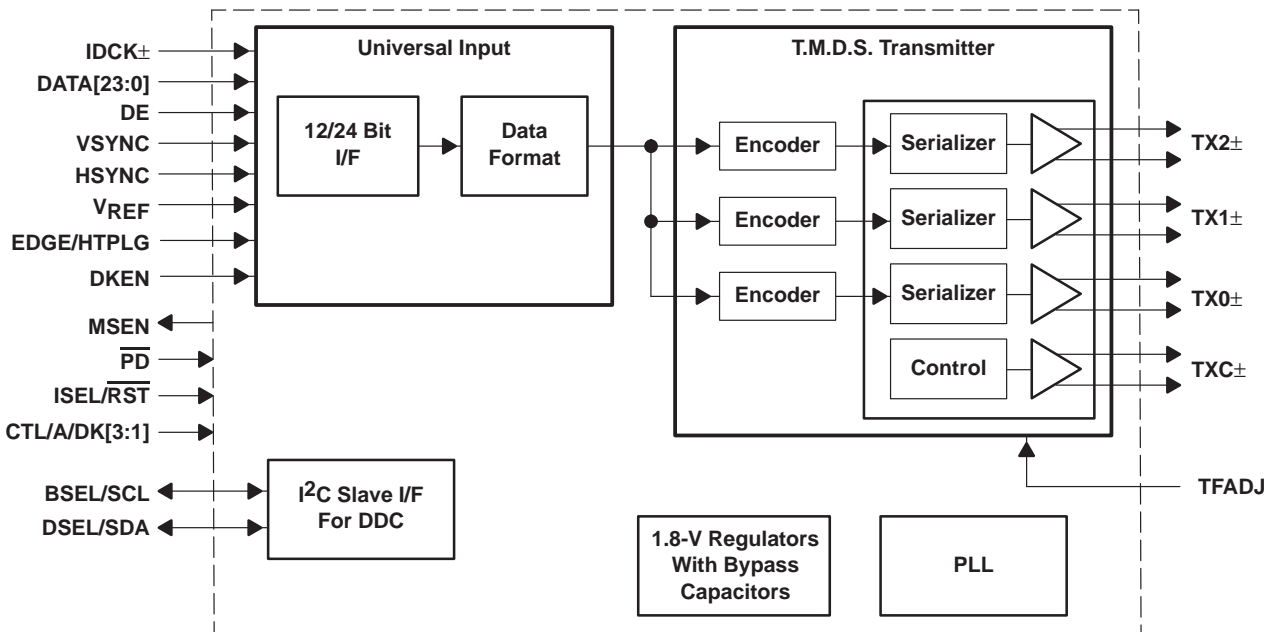 Universal Input
T.M.D.S. Transmitter
IDCK±
DATA[23:0]
DE
VSYNC
HSYNC
VREF
EDGE/HTPLG
DKEN
MSEN
PD
ISEL/RST
CTL/A/DK[3:1]
BSEL/SCL
DSEL/SDA
12/24 Bit
I/F
Data
Format
Encoder
Serializer
TX2±
Encoder
Serializer
TX1±
Encoder
Serializer
TX0±
Control
TXC±
TFADJ
I2C Slave I/F
For DDC
1.8-V Regulators
With Bypass
Capacitors
PLL